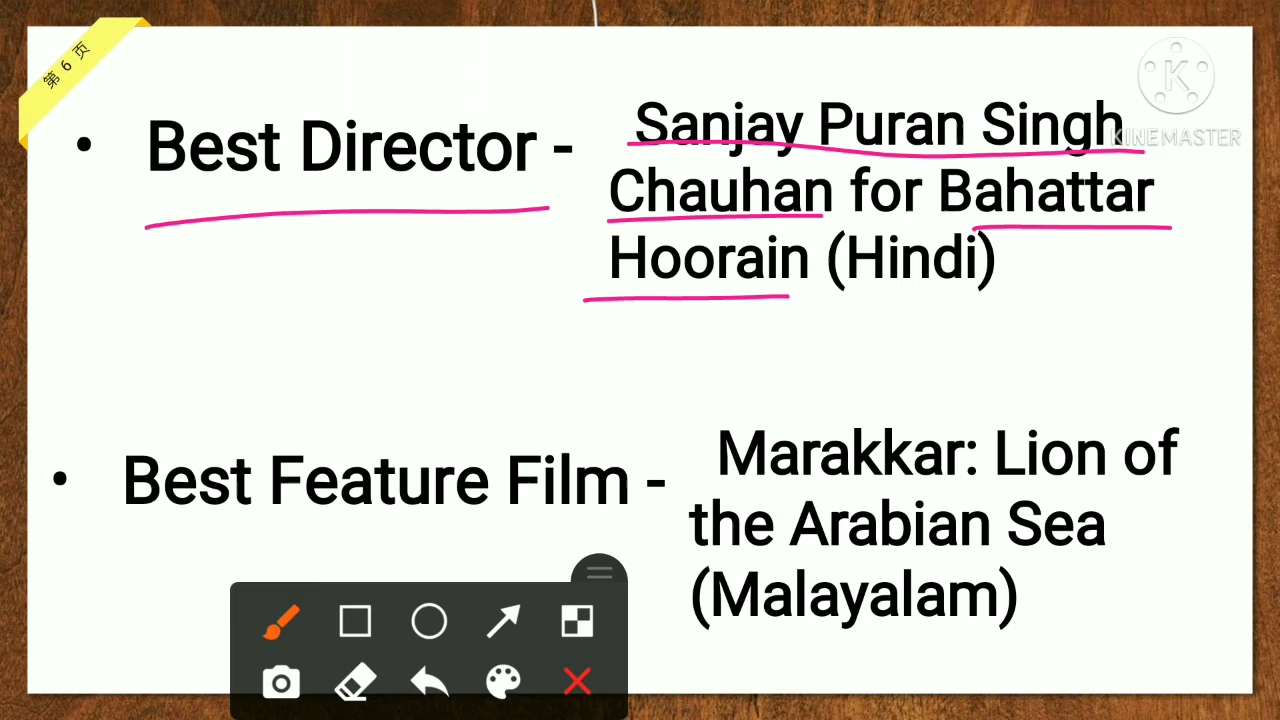 第 6 页
K
KINEMASTER
• Best Director - Sanjay Puran Singh
Chauhan for Bahattar
Hoorain (Hindi)
• Best Feature Film - Marakkar: Lion of
the Arabian Sea
(Malayalam)